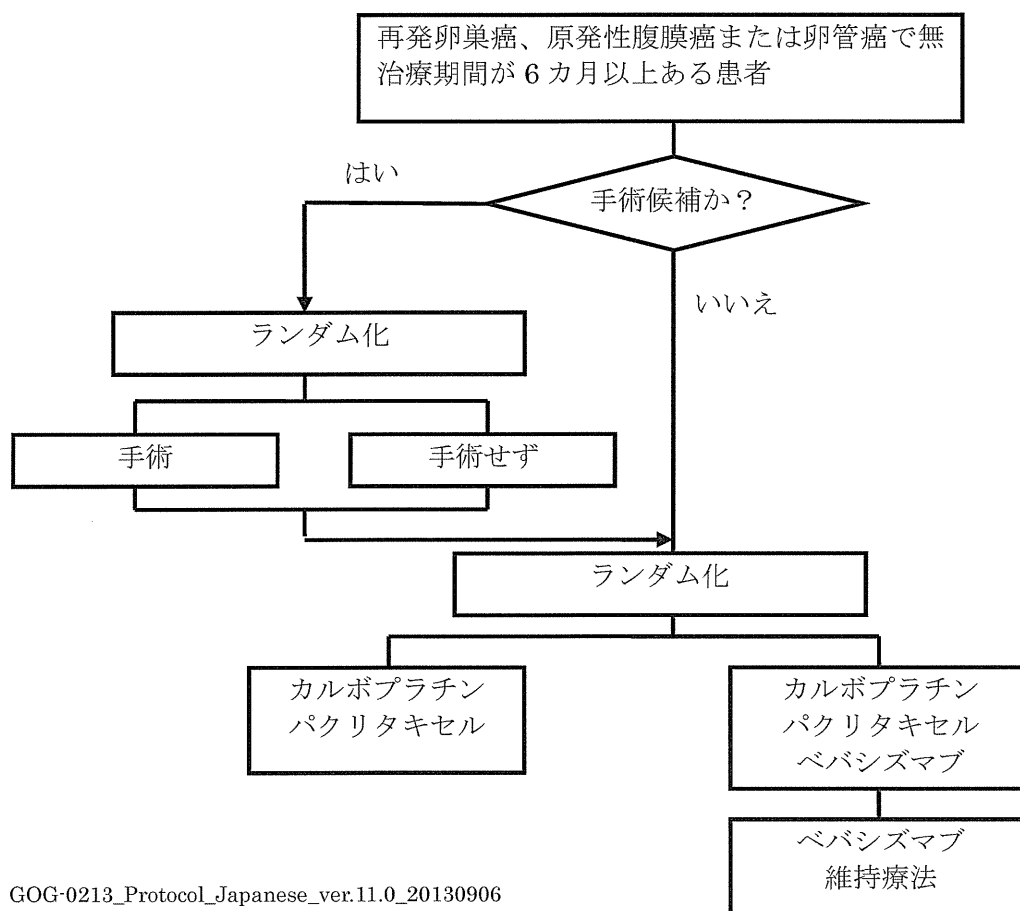 再発卵巣癌、原発性腹膜癌または卵管癌で無
治療期間が 6 カ月以上ある患者
はい
手術候補か？
いいえ
ランダム化
手術
手術せず
ランダム化
カルボプラチン
パクリタキセル
カルボプラチン
パクリタキセル
ベバシズマブ
ベバシズマブ
維持療法
GOG-0213_Protocol_Japanese_ver.11.0_20130906